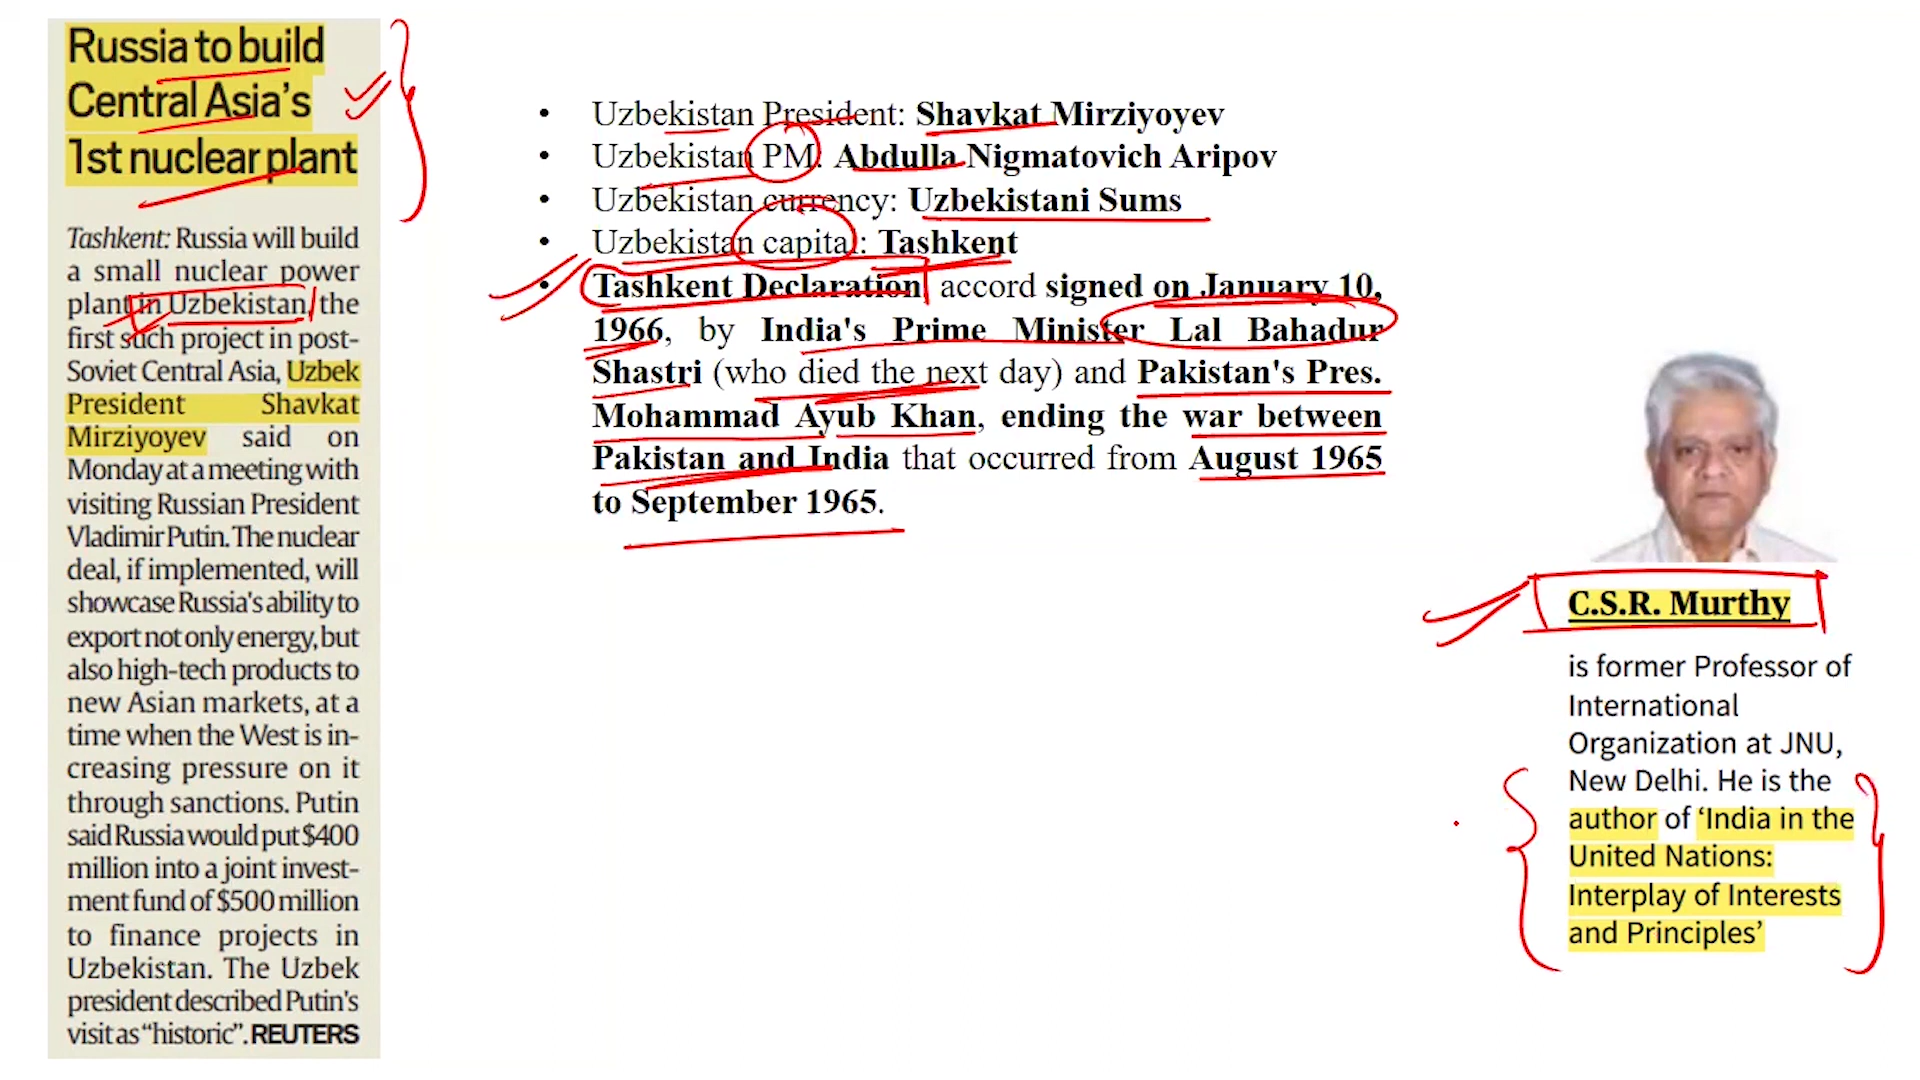 Russia to build
Central Asia's
1st nuclear plant
Tashkent: Russia will build
a small nuclear power
plant in Uzbekistan, the
first such project in post-
Soviet Central Asia, Uzbek
President Shavkat
Mirziyoyev said on
Monday at a meeting with
visiting Russian President
Vladimir Putin. The nuclear
deal, if implemented, will
showcase Russia's ability to
export not only energy, but
also high-tech products to
new Asian markets, at a
time when the West is in-
creasing pressure on it
through sanctions. Putin
said Russia would put $400
million into a joint invest-
ment fund of $500 million
to finance projects in
Uzbekistan. The Uzbek
president described Putin's
visit as "historic". REUTERS
• Uzbekistan President: Shavkat Mirziyoyev
• Uzbekistan PM: Abdulla Nigmatovich Aripov
• Uzbekistan currency: Uzbekistani Sums
• Uzbekistan capital: Tashkent
• Tashkent Declaration accord signed on January 10,
1966, by India's Prime Minister Lal Bahadur
Shastri (who died the next day) and Pakistan's Pres.
Mohammad Ayub Khan, ending the war between
Pakistan and India that occurred from August 1965
to September 1965.
C.S.R. Murthy
is former Professor of
International
Organization at JNU,
New Delhi. He is the
author of ‘India in the
United Nations:
Interplay of Interests
and Principles’